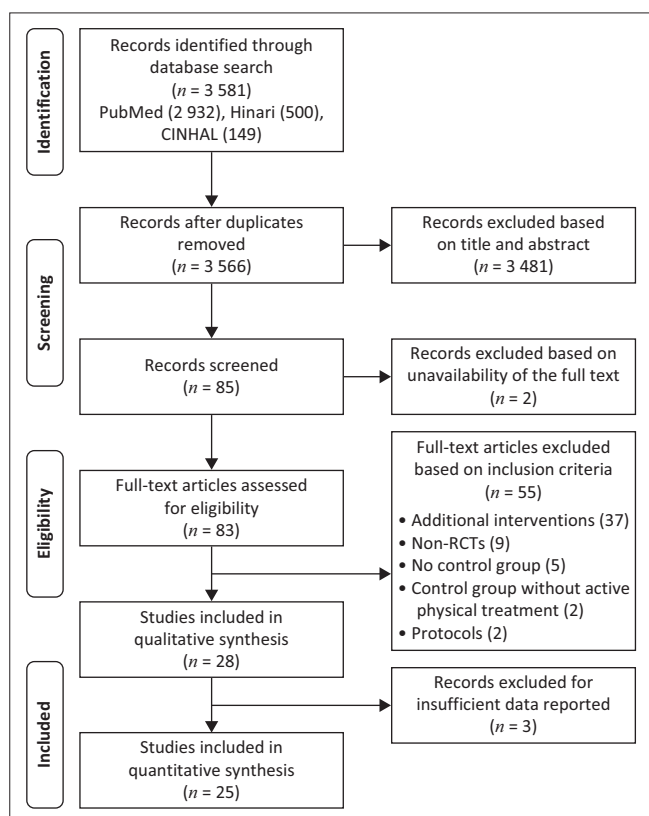 Identification
Records identified through
database search
(n = 3 581)
PubMed (2 932), Hinari (500),
CINHAL (149)
Screening
Records after duplicates
removed
(n = 3 566)
Records excluded based
on title and abstract
(n = 3 481)
Records screened
(n = 85)
Records excluded based on
unavailability of the full text
(n = 2)
Eligibility
Full-text articles assessed
for eligibility
(n = 83)
Full-text articles excluded
based on inclusion criteria
(n = 55)
• Additional interventions (37)
• Non-RCTs (9)
• No control group (5)
• Control group without active
physical treatment (2)
• Protocols (2)
Studies included in
qualitative synthesis
(n = 28)
Included
Records excluded for
insufficient data reported
(n = 3)
Studies included in
quantitative synthesis
(n = 25)